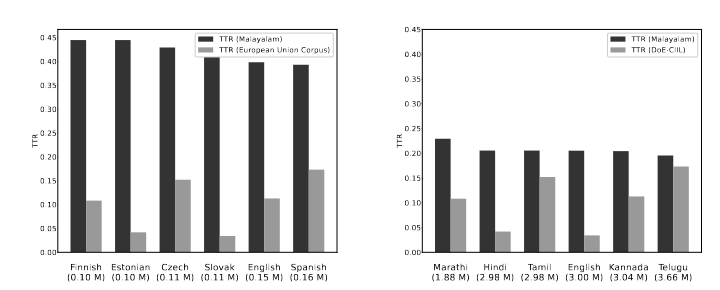 TTR (Malayalam)
TTR (European Union Corpus)
0.45
0.40
0.35
0.30
0.25
0.20
0.15
0.10
0.05
0.00
TTR
Finnish
(0.10 M)
Estonian
(0.10 M)
Czech
(0.11 M)
Slovak
(0.11 M)
English
(0.15 M)
Spanish
(0.16 M)
TTR (Malayalam)
TTR (DoE-CIIL)
0.45
0.40
0.35
0.30
0.25
0.20
0.15
0.10
0.05
0.00
TTR
Marathi
(1.88 M)
Hindi
(2.98 M)
Tamil
(2.98 M)
English
(3.00 M)
Kannada
(3.04 M)
Telugu
(3.66 M)